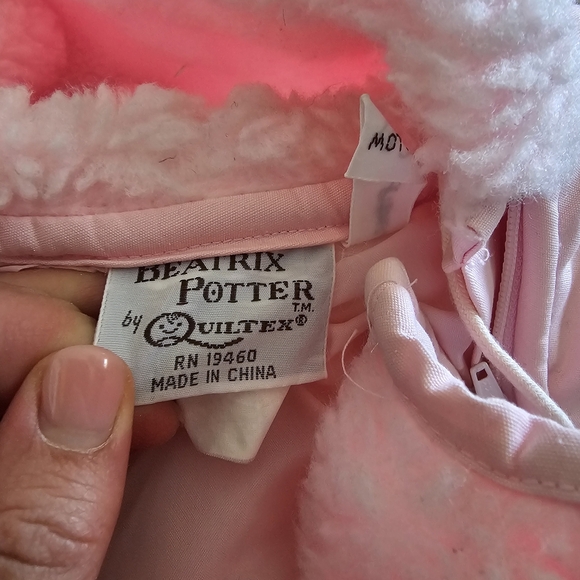 BEATRIX
POTTER
T.M.
by QUILTEX®
RN 19460
MADE IN CHINA